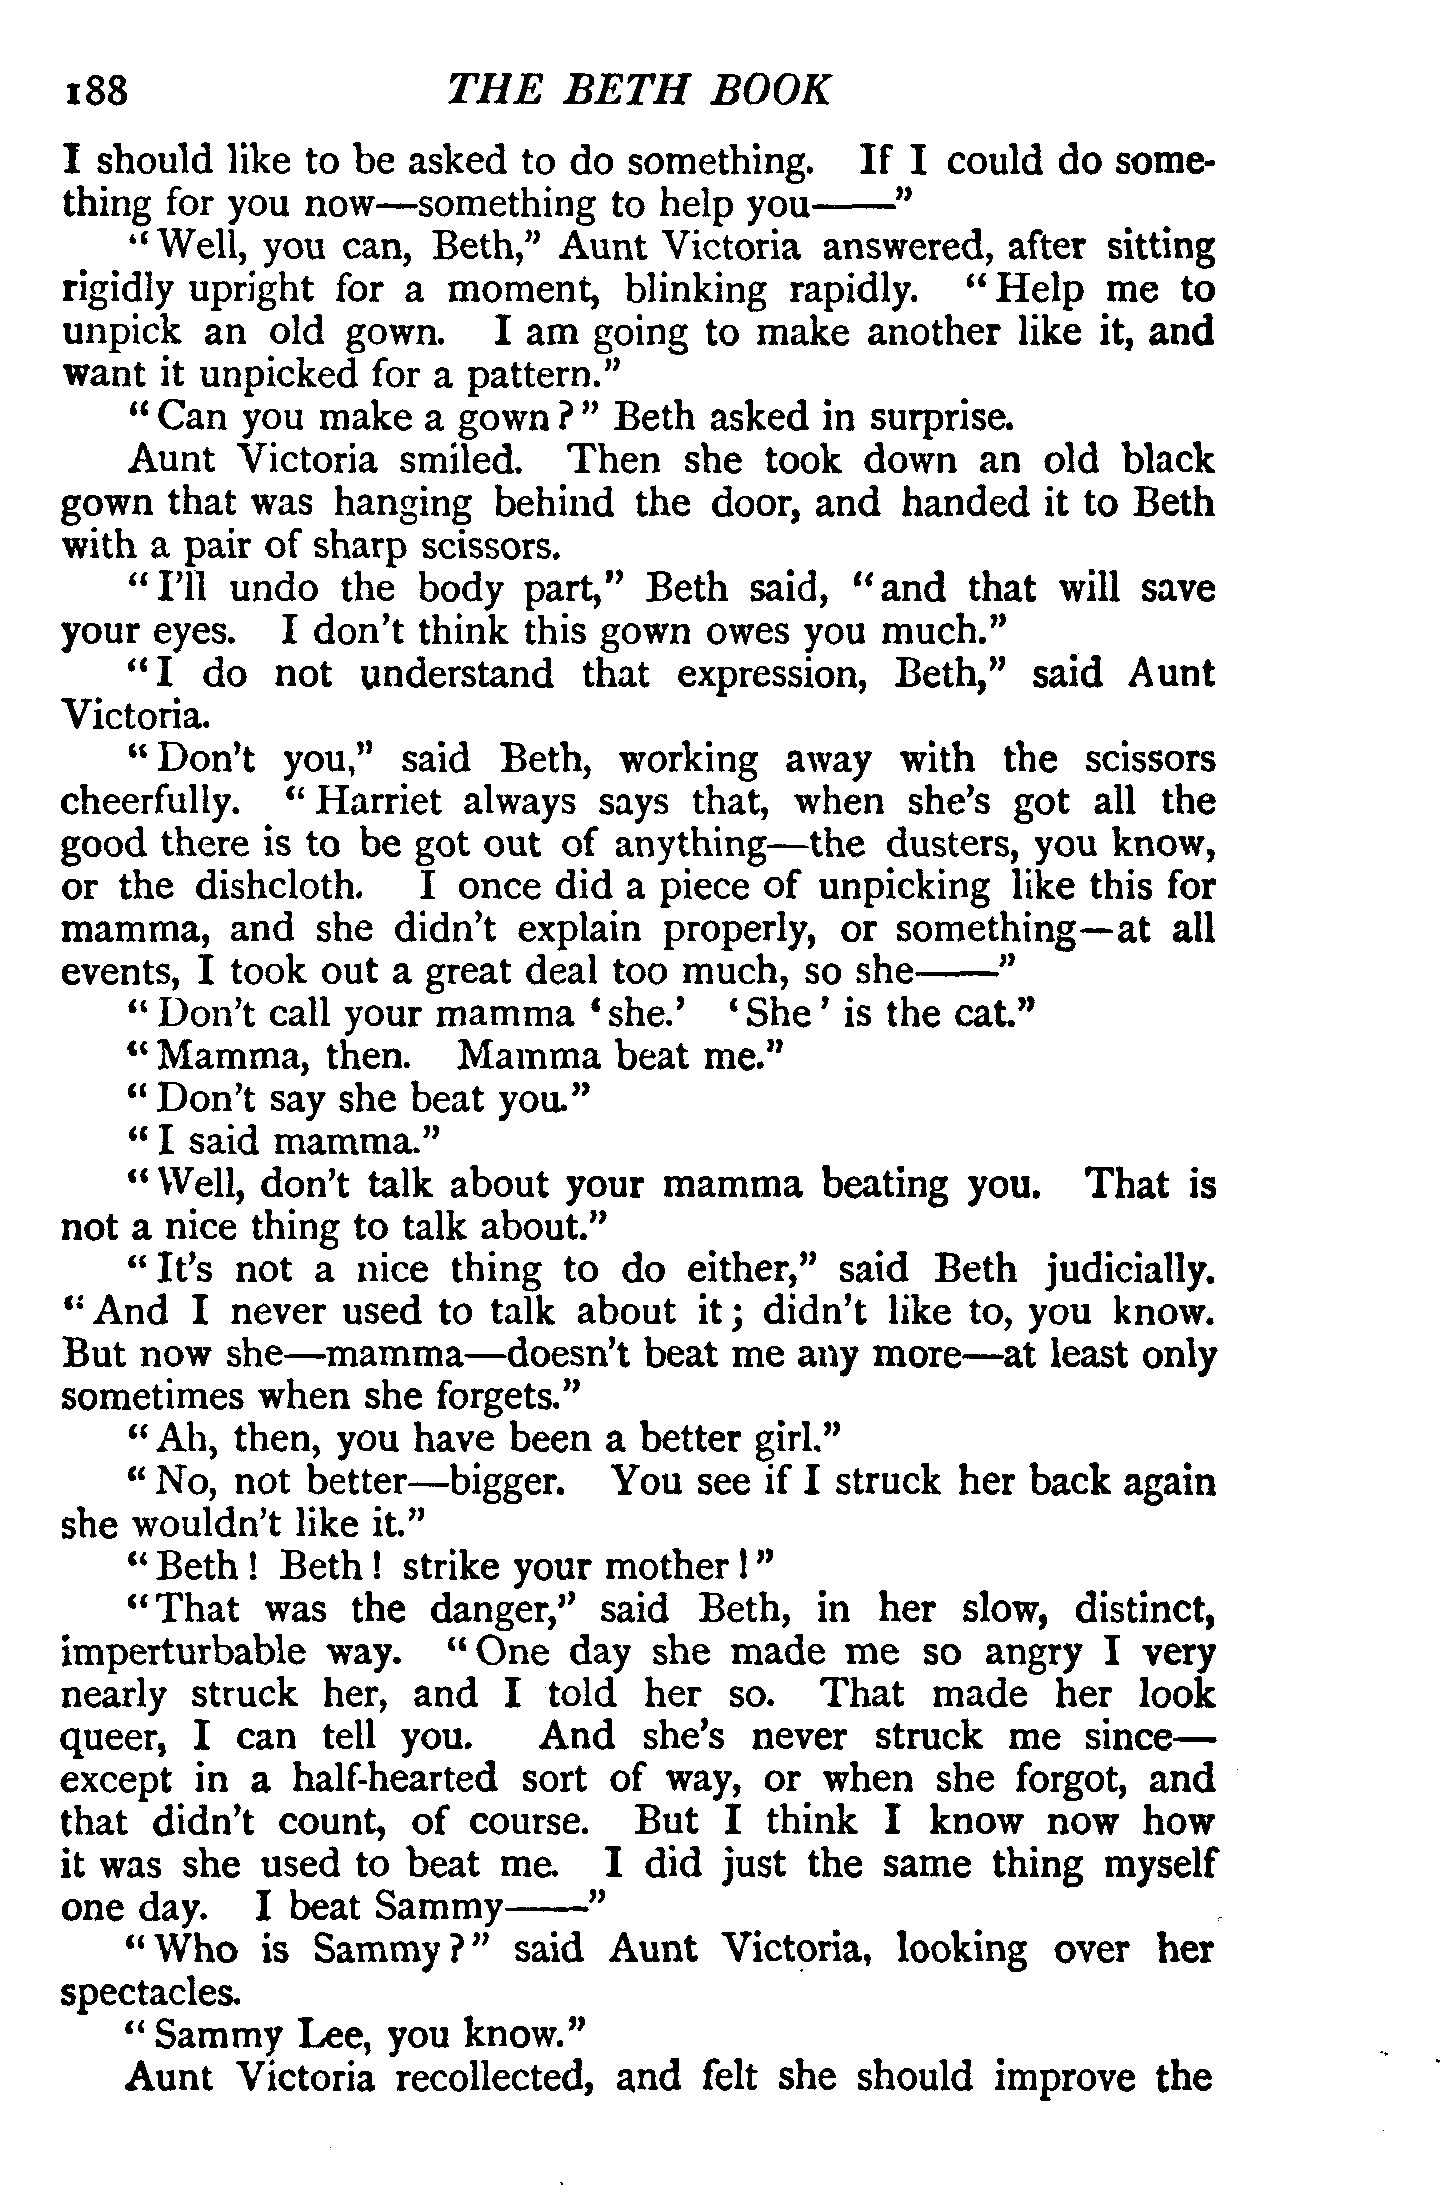 188 THE BETH BOOK
I should like to be asked to do something. If I could do some-
thing for you now—something to help you——"
"Well, you can, Beth," Aunt Victoria answered, after sitting
rigidly upright for a moment, blinking rapidly. "Help me to
unpick an old gown. I am going to make another like it, and
want it unpicked for a pattern."
"Can you make a gown?" Beth asked in surprise.
Aunt Victoria smiled. Then she took down an old black
gown that was hanging behind the door, and handed it to Beth
with a pair of sharp scissors.
"I'll undo the body part," Beth said, "and that will save
your eyes. I don't think this gown owes you much."
"I do not understand that expression, Beth," said Aunt
Victoria.
"Don't you," said Beth, working away with the scissors
cheerfully. "Harriet always says that, when she's got all the
good there is to be got out of anything—the dusters, you know,
or the dishcloth. I once did a piece of unpicking like this for
mamma, and she didn't explain properly, or something—at all
events, I took out a great deal too much, so she——"
"Don't call your mamma 'she.' 'She' is the cat."
"Mamma, then. Mamma beat me."
"Don't say she beat you."
"I said mamma."
"Well, don't talk about your mamma beating you. That is
not a nice thing to talk about."
"It's not a nice thing to do either," said Beth judicially.
"And I never used to talk about it; didn't like to, you know.
But now she—mamma—doesn't beat me any more—at least only
sometimes when she forgets."
"Ah, then, you have been a better girl."
"No, not better—bigger. You see if I struck her back again
she wouldn't like it."
"Beth! Beth! strike your mother!"
"That was the danger," said Beth, in her slow, distinct,
imperturbable way. "One day she made me so angry I very
nearly struck her, and I told her so. That made her look
queer, I can tell you. And she's never struck me since—
except in a half-hearted sort of way, or when she forgot, and
that didn't count, of course. But I think I know now how
it was she used to beat me. I did just the same thing myself
one day. I beat Sammy——"
"Who is Sammy?" said Aunt Victoria, looking over her
spectacles.
"Sammy Lee, you know."
Aunt Victoria recollected, and felt she should improve the